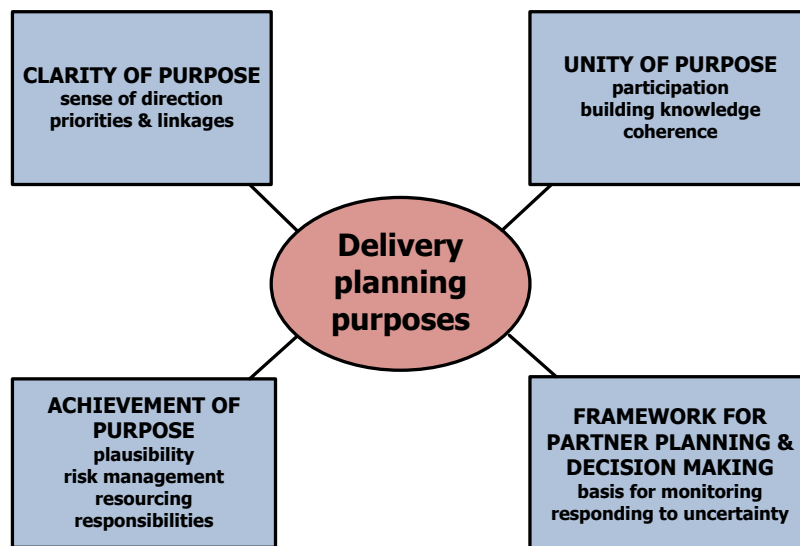 CLARITY OF PURPOSE
sense of direction
priorities & linkages
UNITY OF PURPOSE
participation
building knowledge
coherence
Delivery
planning
purposes
ACHIEVEMENT OF
PURPOSE
plausibility
risk management
resourcing
responsibilities
FRAMEWORK FOR
PARTNER PLANNING &
DECISION MAKING
basis for monitoring
responding to uncertainty